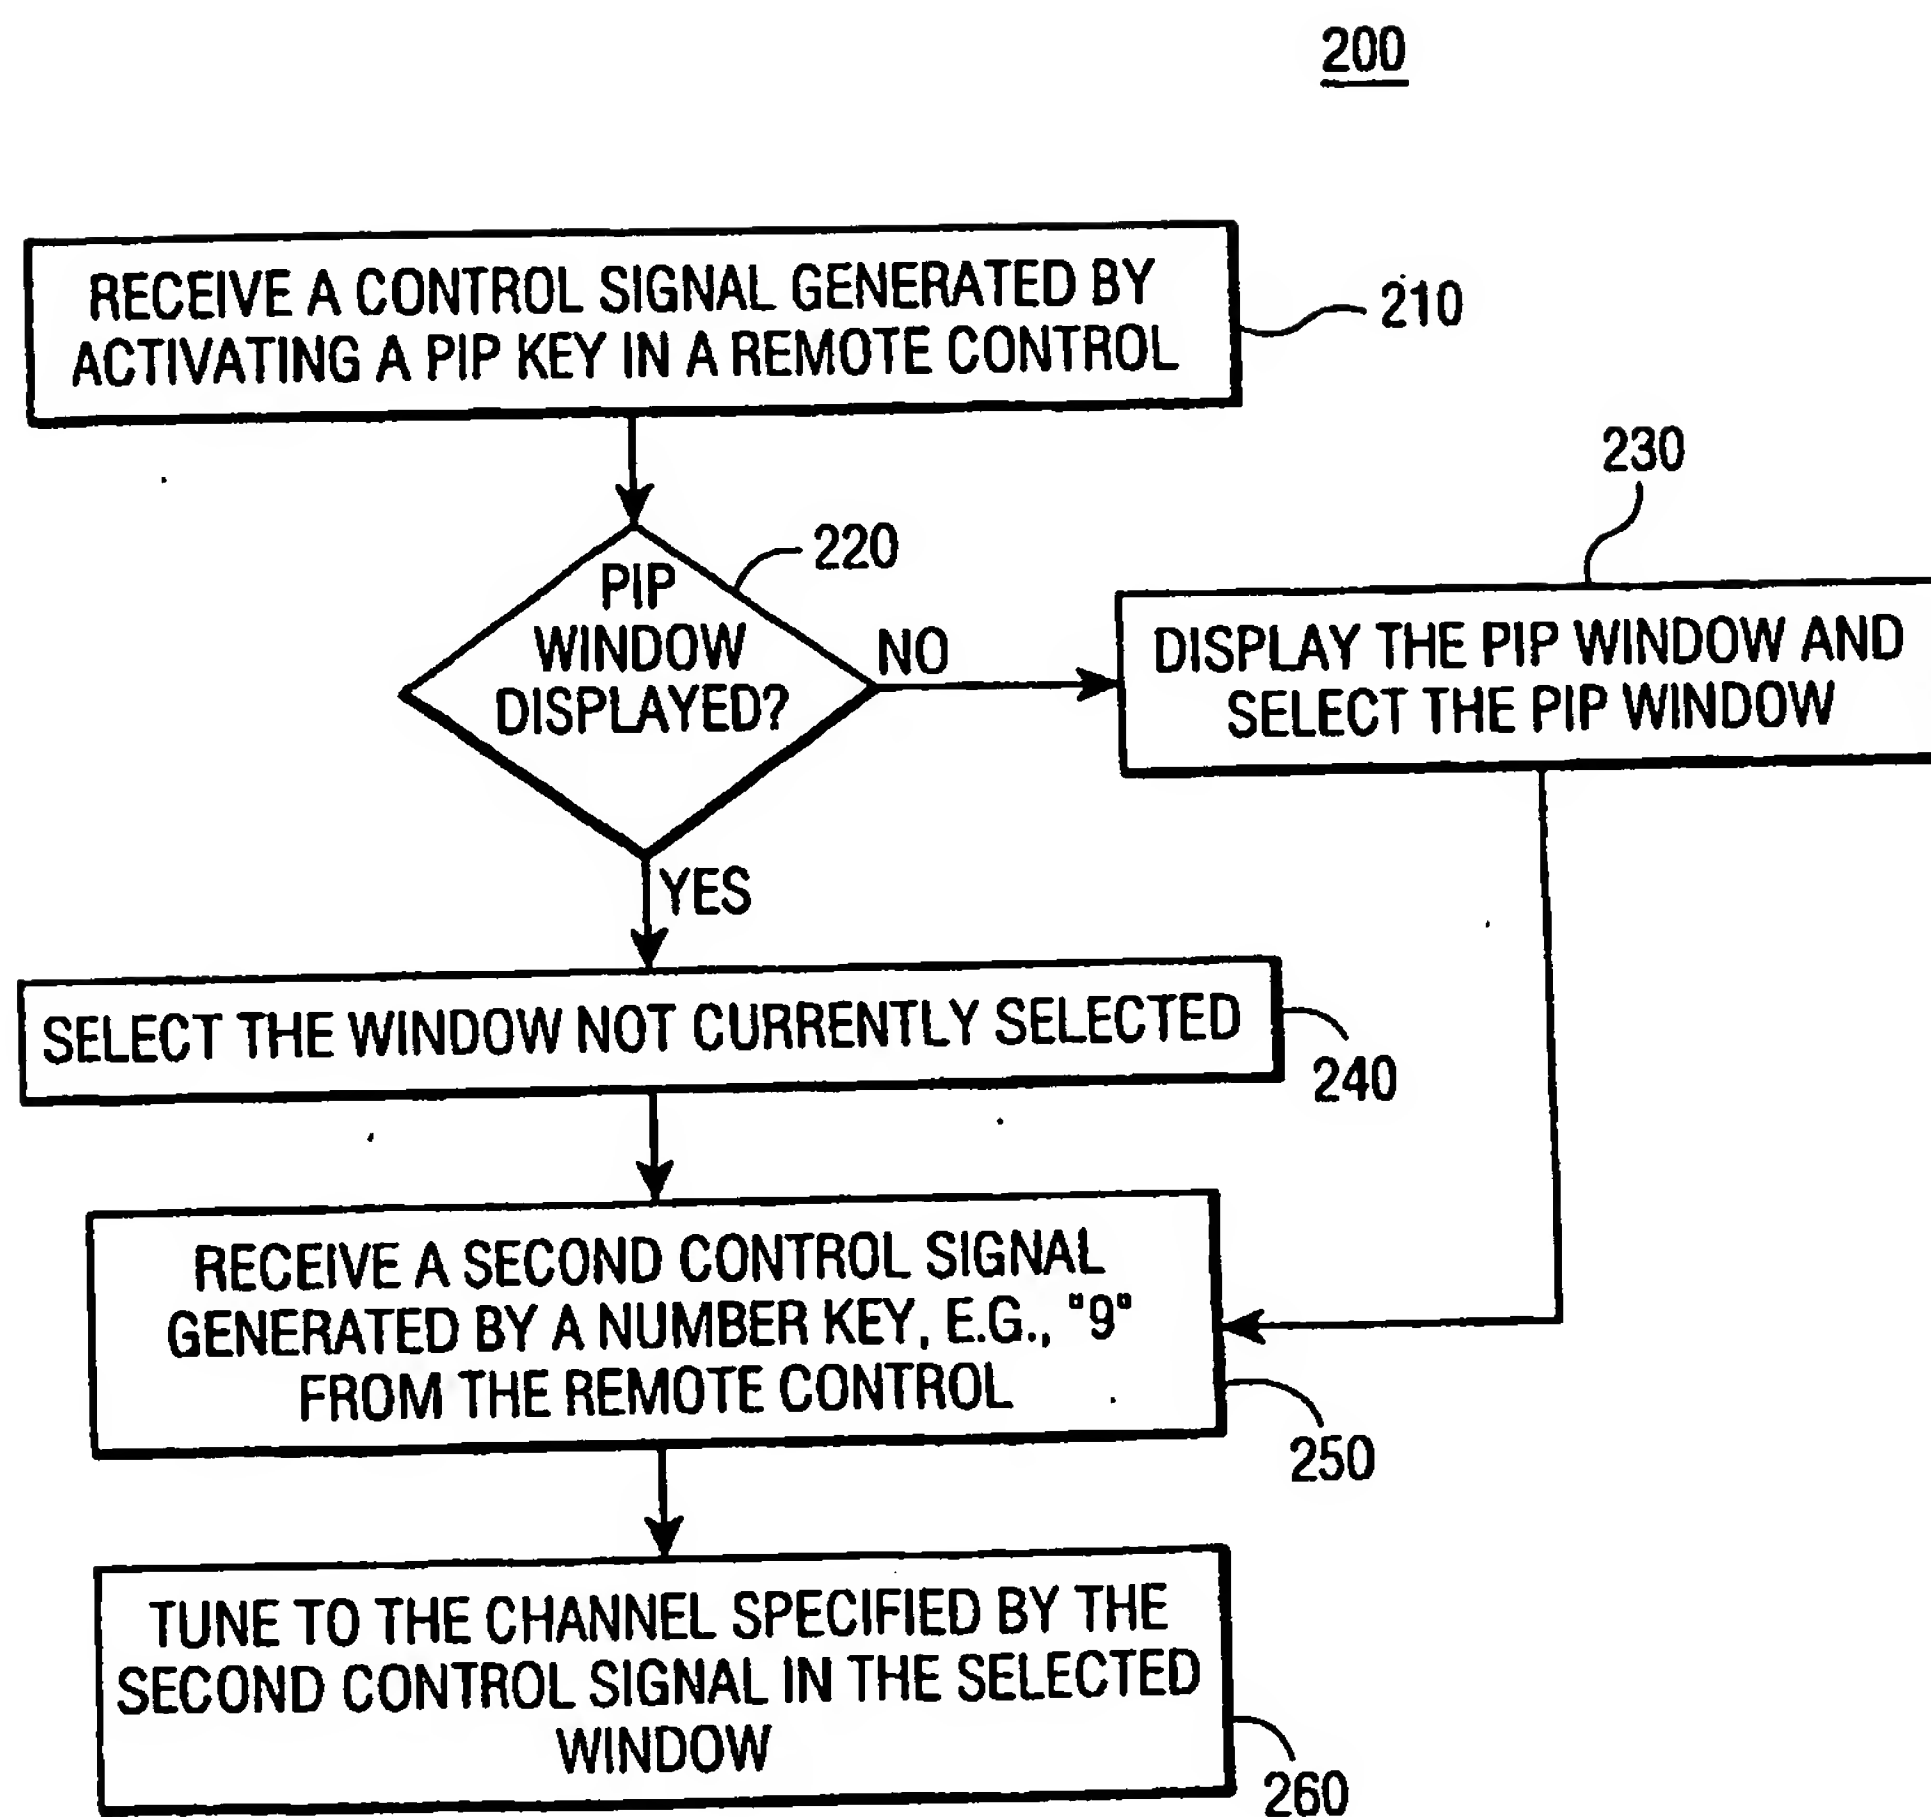 200
RECEIVE A CONTROL SIGNAL GENERATED BY
ACTIVATING A PIP KEY IN A REMOTE CONTROL
210
220
PIP
WINDOW
DISPLAYED?
NO
230
DISPLAY THE PIP WINDOW AND
SELECT THE PIP WINDOW
YES
SELECT THE WINDOW NOT CURRENTLY SELECTED
240
RECEIVE A SECOND CONTROL SIGNAL
GENERATED BY A NUMBER KEY, E.G., "9"
FROM THE REMOTE CONTROL
250
TUNE TO THE CHANNEL SPECIFIED BY THE
SECOND CONTROL SIGNAL IN THE SELECTED
WINDOW
260